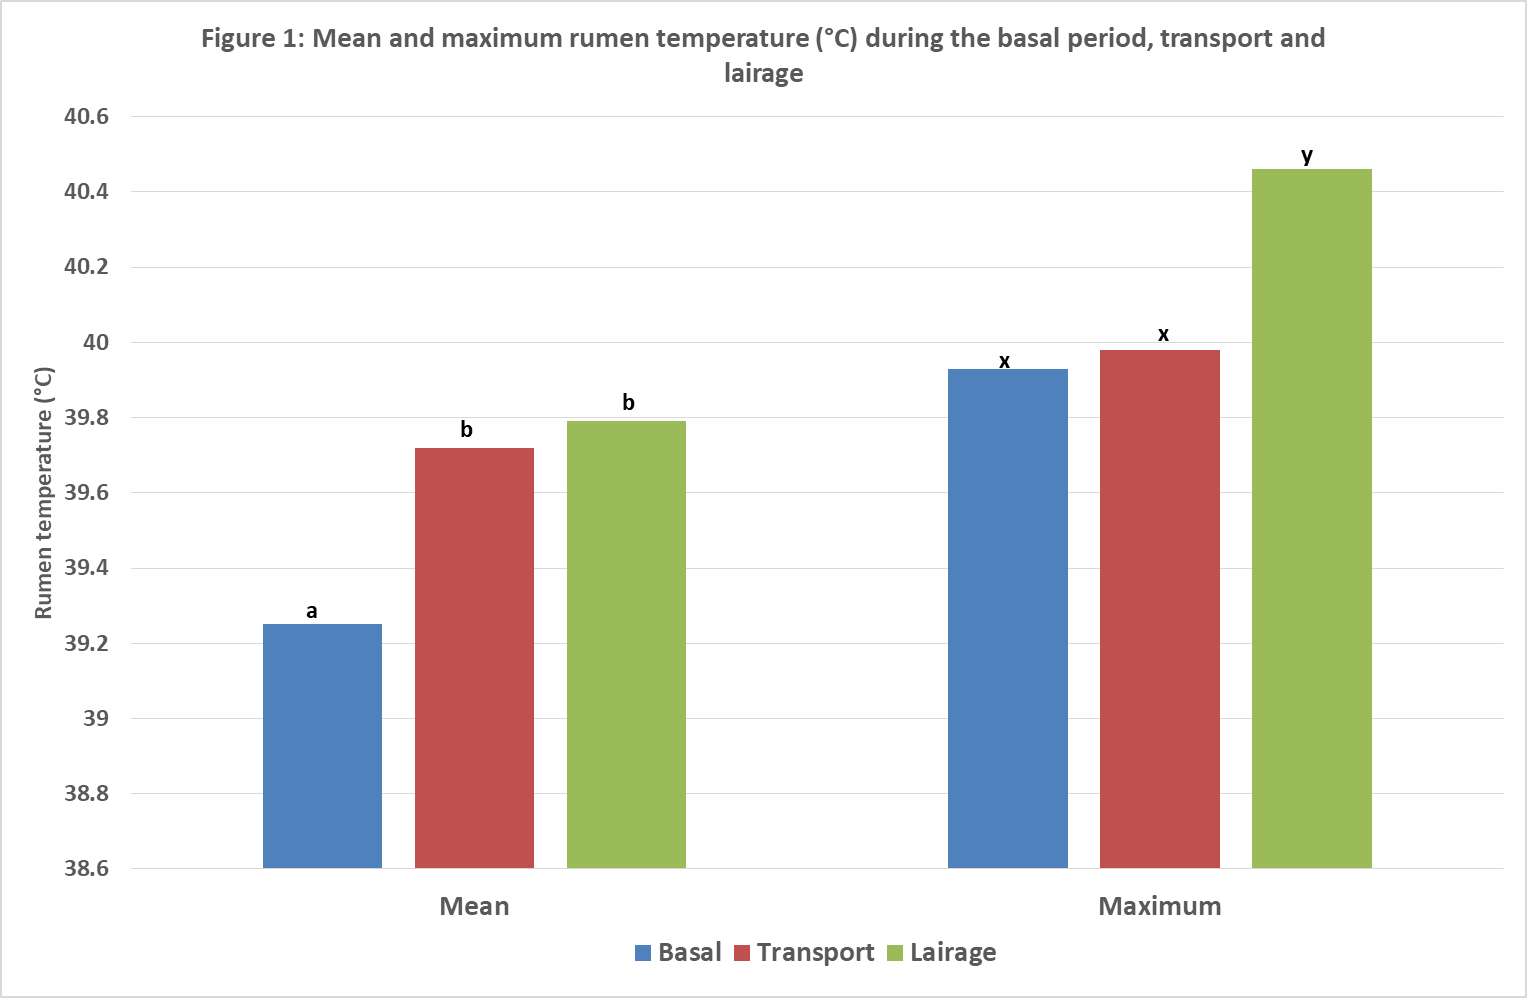 Figure 1: Mean and maximum rumen temperature (°C) during the basal period, transport and
lairage
Rumen temperature (°C)
40.6
40.4
40.2
40
39.8
39.6
39.4
39.2
39
38.8
38.6
a
b
b
x
x
y
Mean
Maximum
Basal
Transport
Lairage